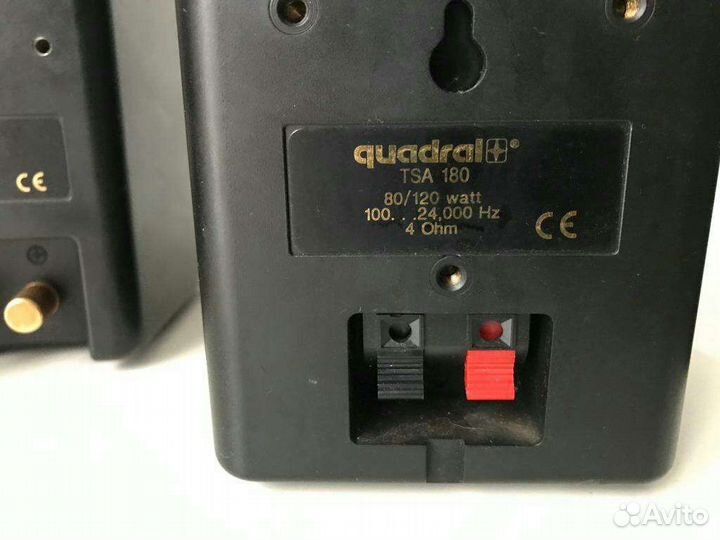 quadral®
TSA 180
80/120 watt
100. . .24,000 Hz
4 Ohm
CE
CE
Avito